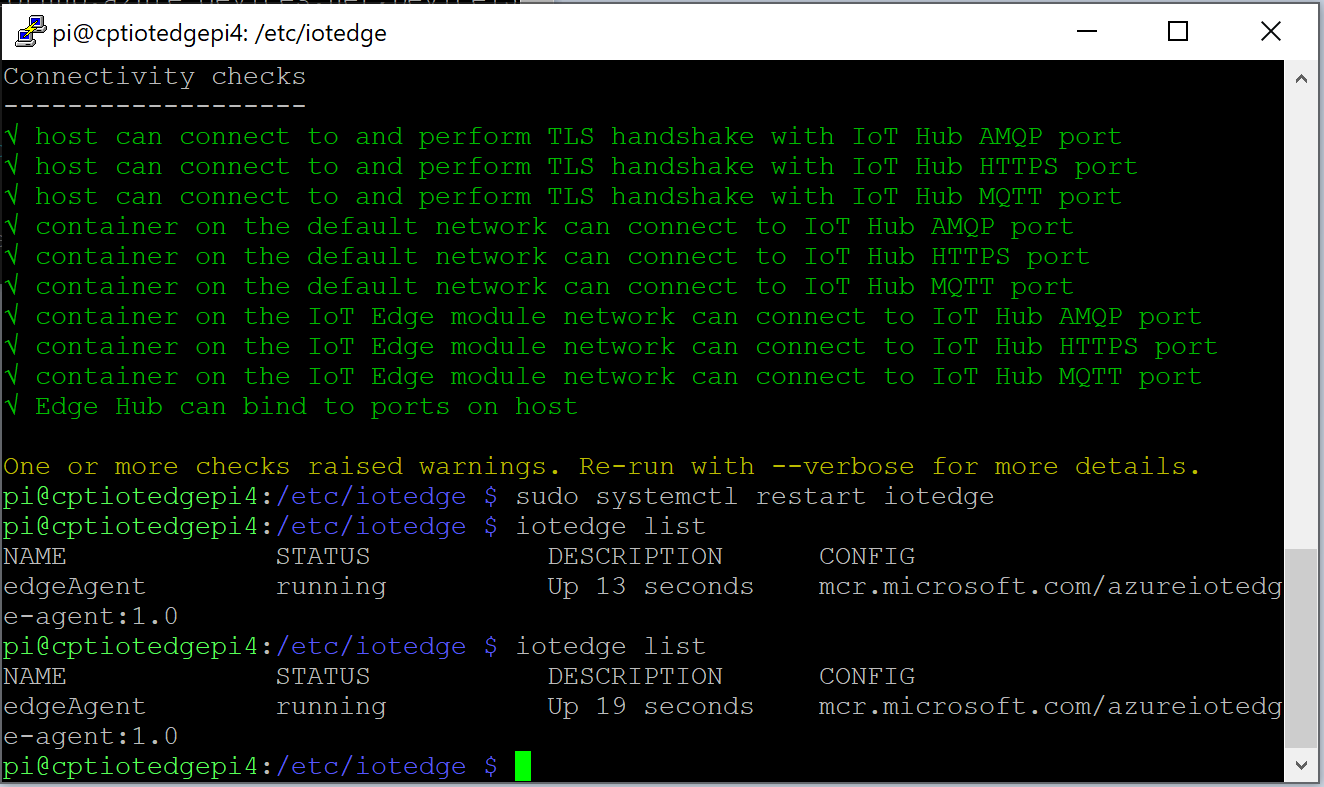 pi@cptiotedgepi4: /etc/iotedge
Connectivity checks
-------------------
√ host can connect to and perform TLS handshake with IoT Hub AMQP port
√ host can connect to and perform TLS handshake with IoT Hub HTTPS port
√ host can connect to and perform TLS handshake with IoT Hub MQTT port
√ container on the default network can connect to IoT Hub AMQP port
√ container on the default network can connect to IoT Hub HTTPS port
√ container on the default network can connect to IoT Hub MQTT port
√ container on the IoT Edge module network can connect to IoT Hub AMQP port
√ container on the IoT Edge module network can connect to IoT Hub HTTPS port
√ container on the IoT Edge module network can connect to IoT Hub MQTT port
√ Edge Hub can bind to ports on host

One or more checks raised warnings. Re-run with --verbose for more details.
pi@cptiotedgepi4:/etc/iotedge $ sudo systemctl restart iotedge
pi@cptiotedgepi4:/etc/iotedge $ iotedge list
NAME             STATUS           DESCRIPTION      CONFIG
edgeAgent        running          Up 13 seconds    mcr.microsoft.com/azureiotedg
e-agent:1.0
pi@cptiotedgepi4:/etc/iotedge $ iotedge list
NAME             STATUS           DESCRIPTION      CONFIG
edgeAgent        running          Up 19 seconds    mcr.microsoft.com/azureiotedg
e-agent:1.0
pi@cptiotedgepi4:/etc/iotedge $